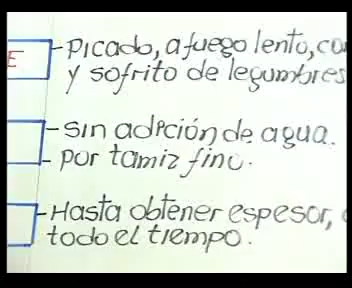 E
-Picado, a fuego lento, co
y sofrito de legumbres
-sin adición de agua.
- por tamiz fino.
-Hasta obtener espesor,
todo el tiempo.